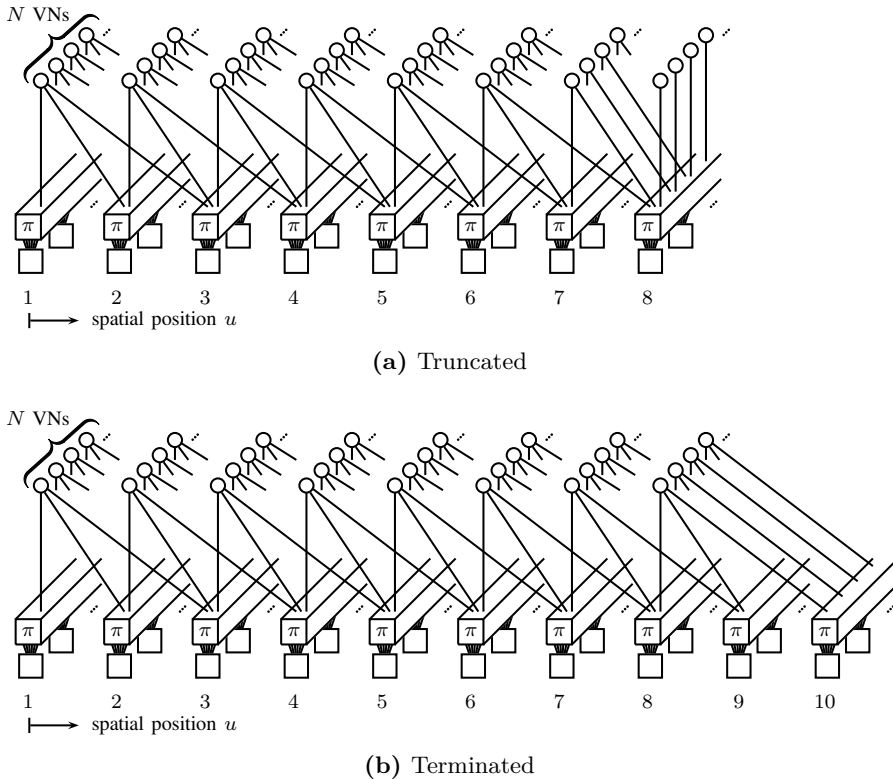 N VNs
π π π π π π π π
1 2 3 4 5 6 7 8
spatial position u
(a) Truncated
N VNs
π π π π π π π π π π
1 2 3 4 5 6 7 8 9 10
spatial position u
(b) Terminated